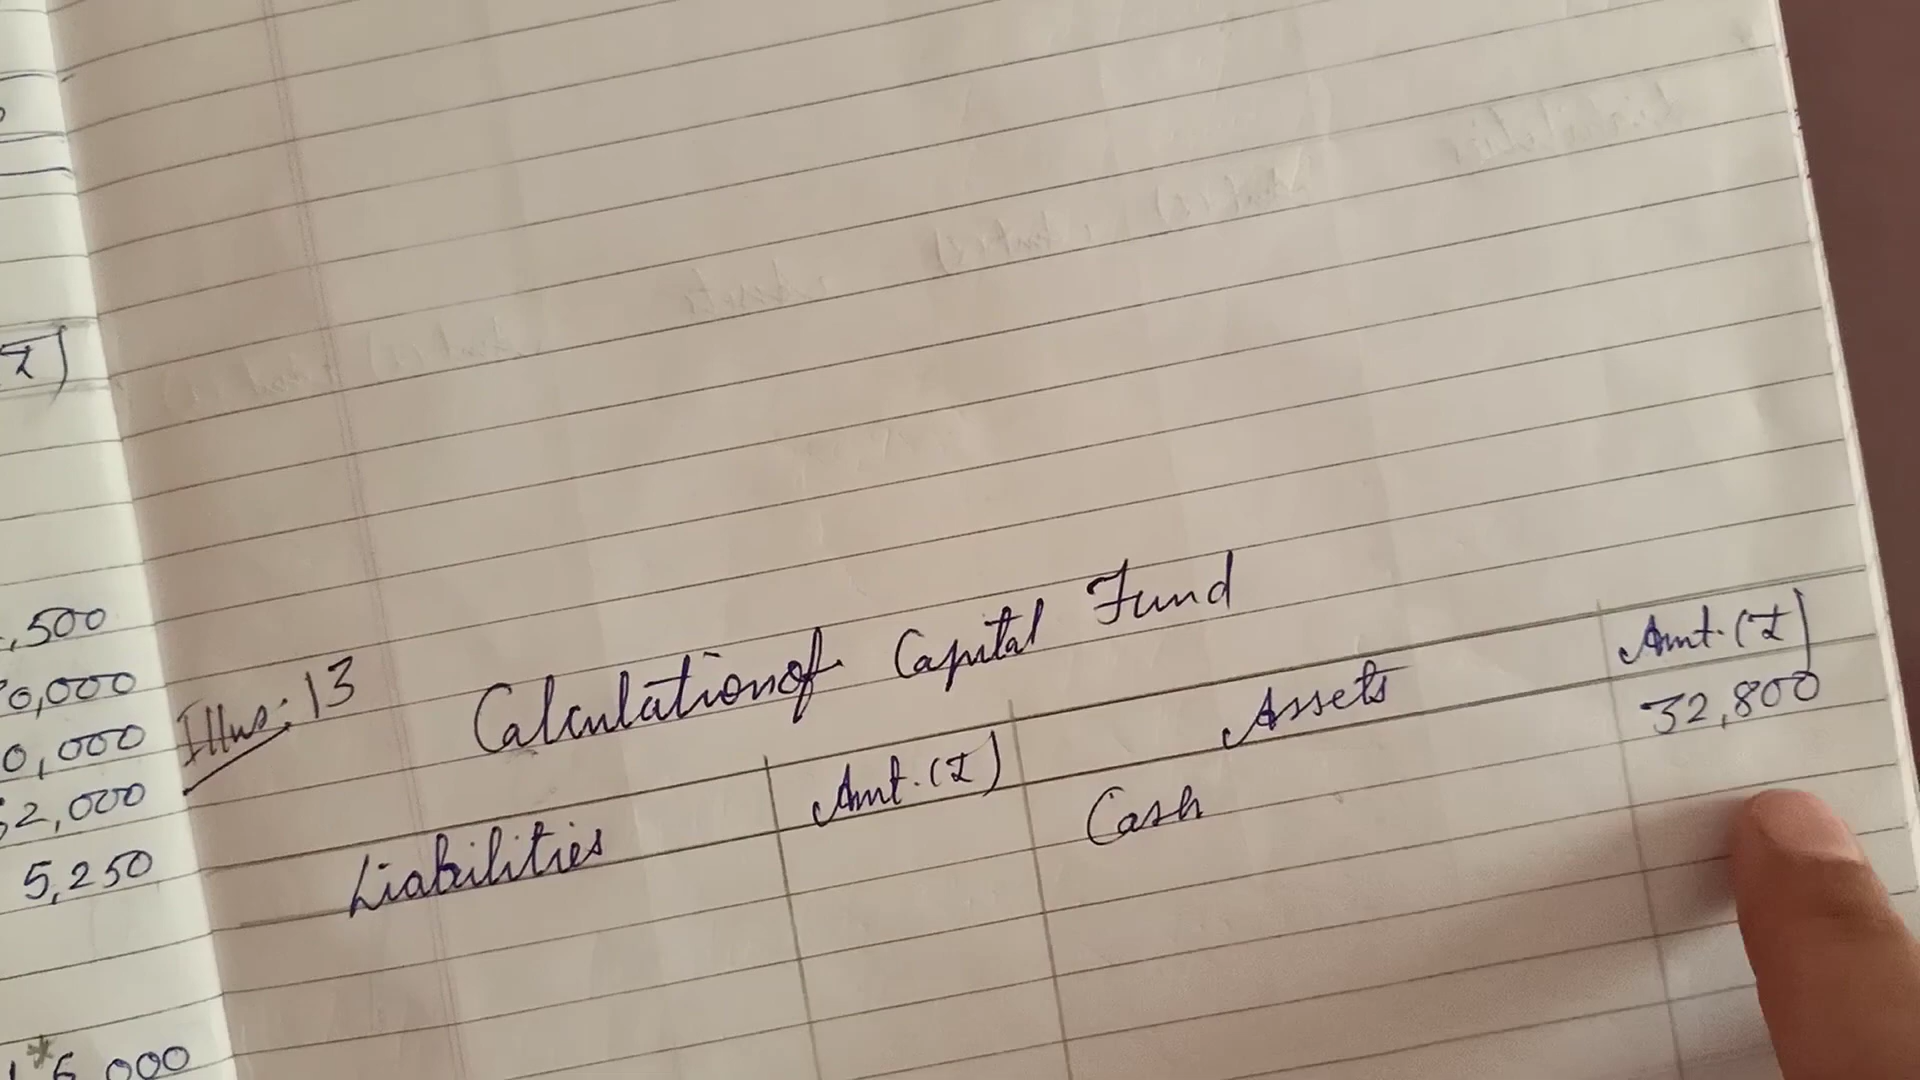 ₹)
,500
0,000
0,000
2,000
5,250
6,000
Illus: 13 Calculation of Capital Fund
Liabilities Amt. (₹) Assets Amt. (₹)
Cash 32,800